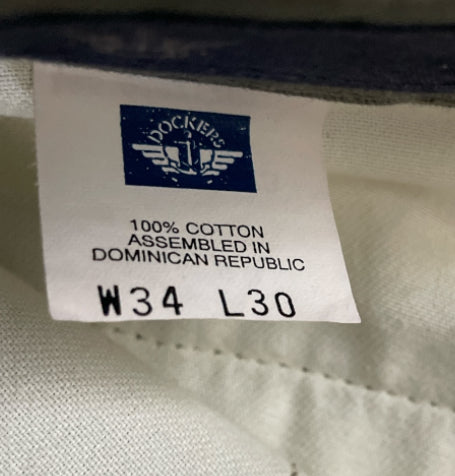 DOCKERS
100% COTTON
ASSEMBLED IN
DOMINICAN REPUBLIC
W34 L30